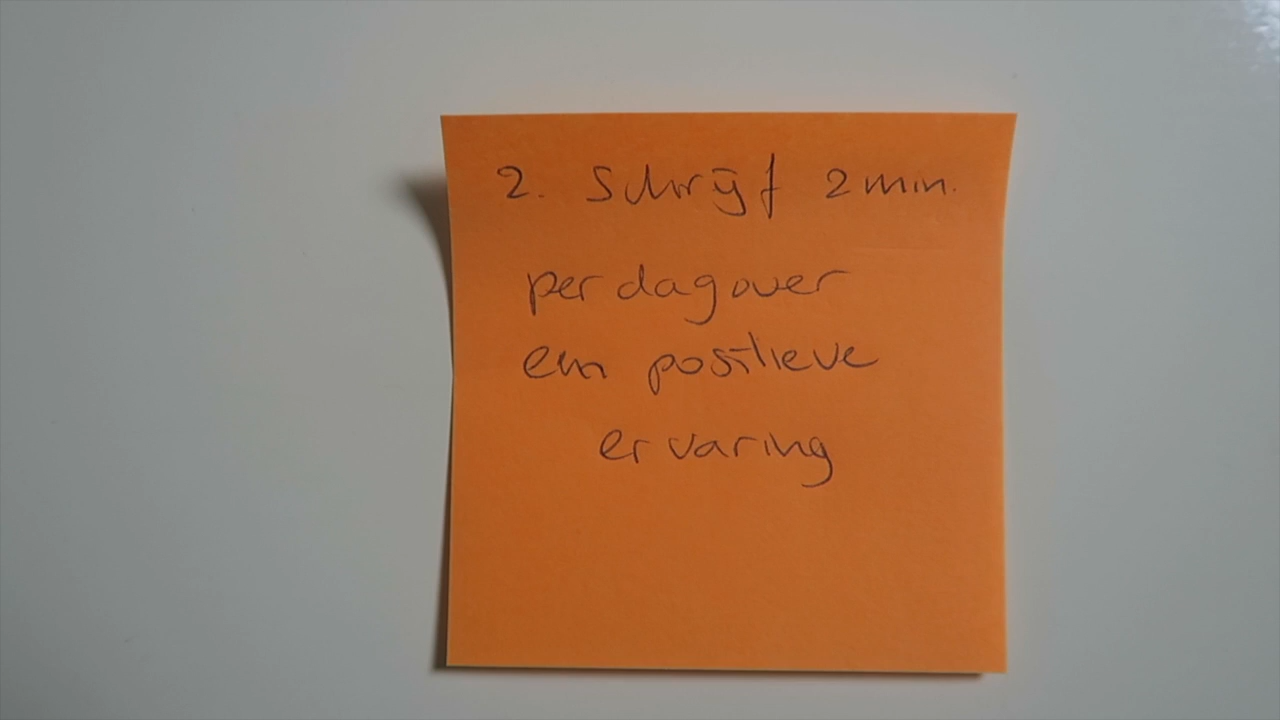 2. Schrijf 2 min.
per dag over
een positieve
ervaring